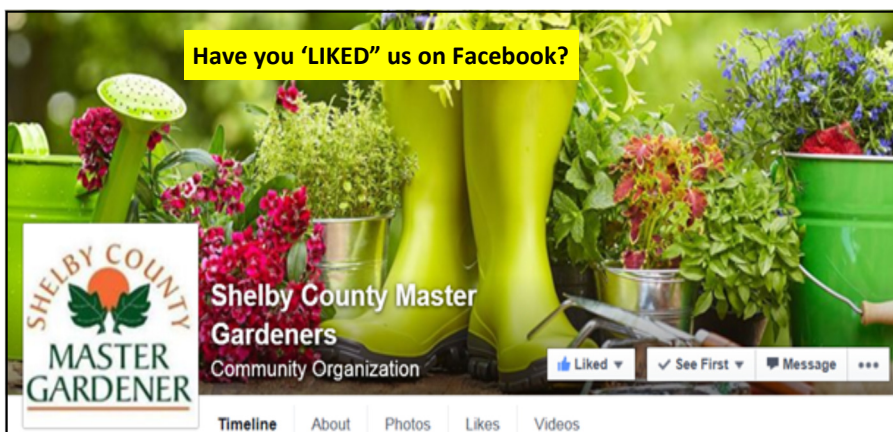 Have you ‘LIKED” us on Facebook?
SHELBY COUNTY
MASTER
GARDENER
Shelby County Master
Gardeners
Community Organization
Liked
See First
Message
Timeline About Photos Likes Videos